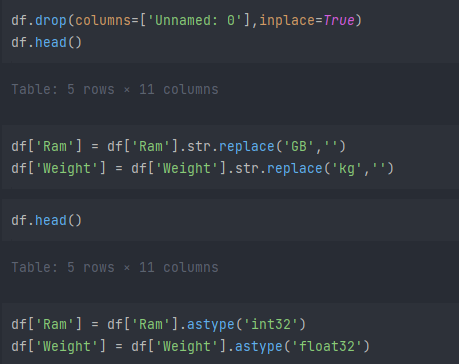 df.drop(columns=['Unnamed: 0'],inplace=True)
df.head()
Table: 5 rows × 11 columns
df['Ram'] = df['Ram'].str.replace('GB','')
df['Weight'] = df['Weight'].str.replace('kg','')
df.head()
Table: 5 rows × 11 columns
df['Ram'] = df['Ram'].astype('int32')
df['Weight'] = df['Weight'].astype('float32')